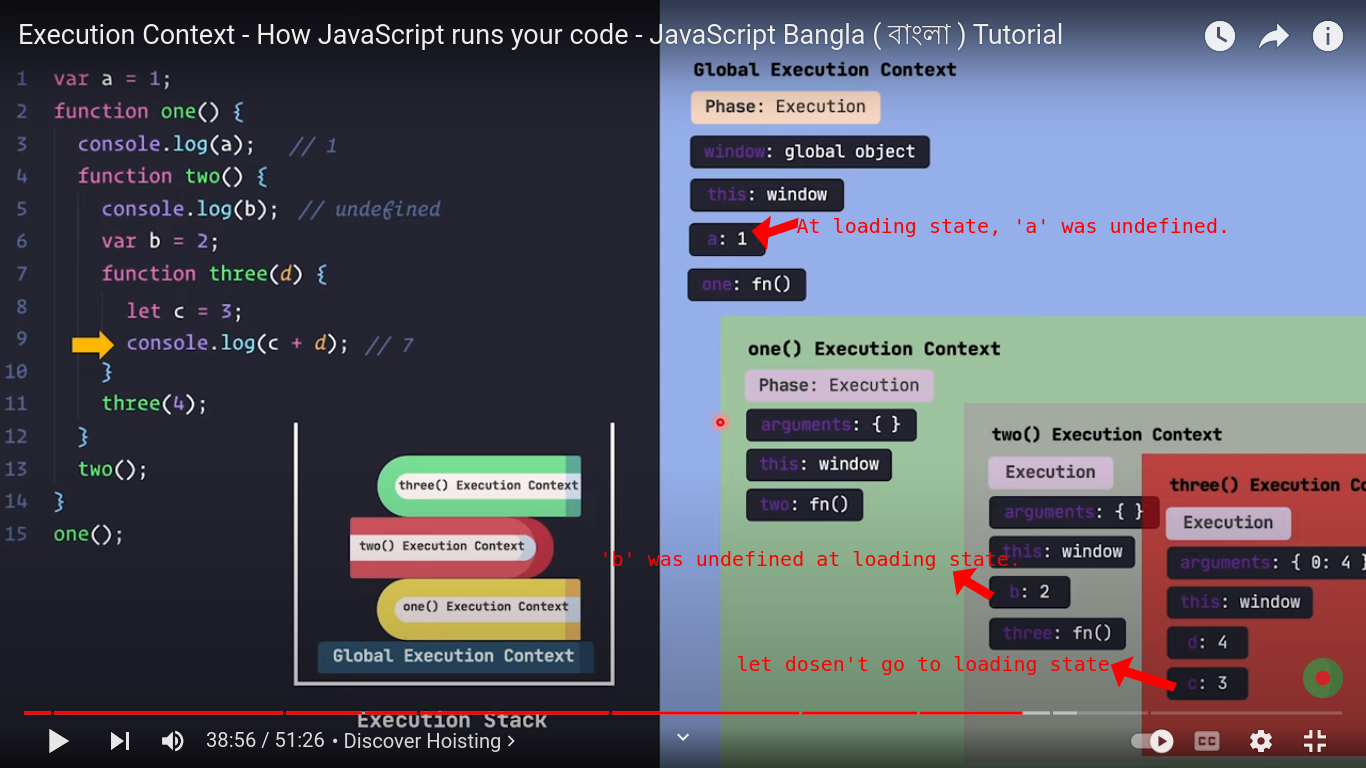 Execution Context - How JavaScript runs your code - JavaScript Bangla ( বাংলা ) Tutorial
1 var a = 1;
2 function one() {
3 console.log(a); // 1
4 function two() {
5 console.log(b); // undefined
6 var b = 2;
7 function three(d) {
8 let c = 3;
9 console.log(c + d); // 7
10 }
11 three(4);
12 }
13 two();
14 }
15 one();
three() Execution Context
two() Execution Context
one() Execution Context
Global Execution Context
Execution Stack
Global Execution Context
Phase: Execution
window: global object
this: window
At loading state, 'a' was undefined.
a: 1
one: fn()
one() Execution Context
Phase: Execution
arguments: { }
this: window
two: fn()
two() Execution Context
Execution
arguments: { }
this: window
'b' was undefined at loading state.
b: 2
three: fn()
let dosen't go to loading state
three() Execution Co
Execution
arguments: { 0: 4 }
this: window
d: 4
c: 3
38:56 / 51:26 • Discover Hoisting >
CC